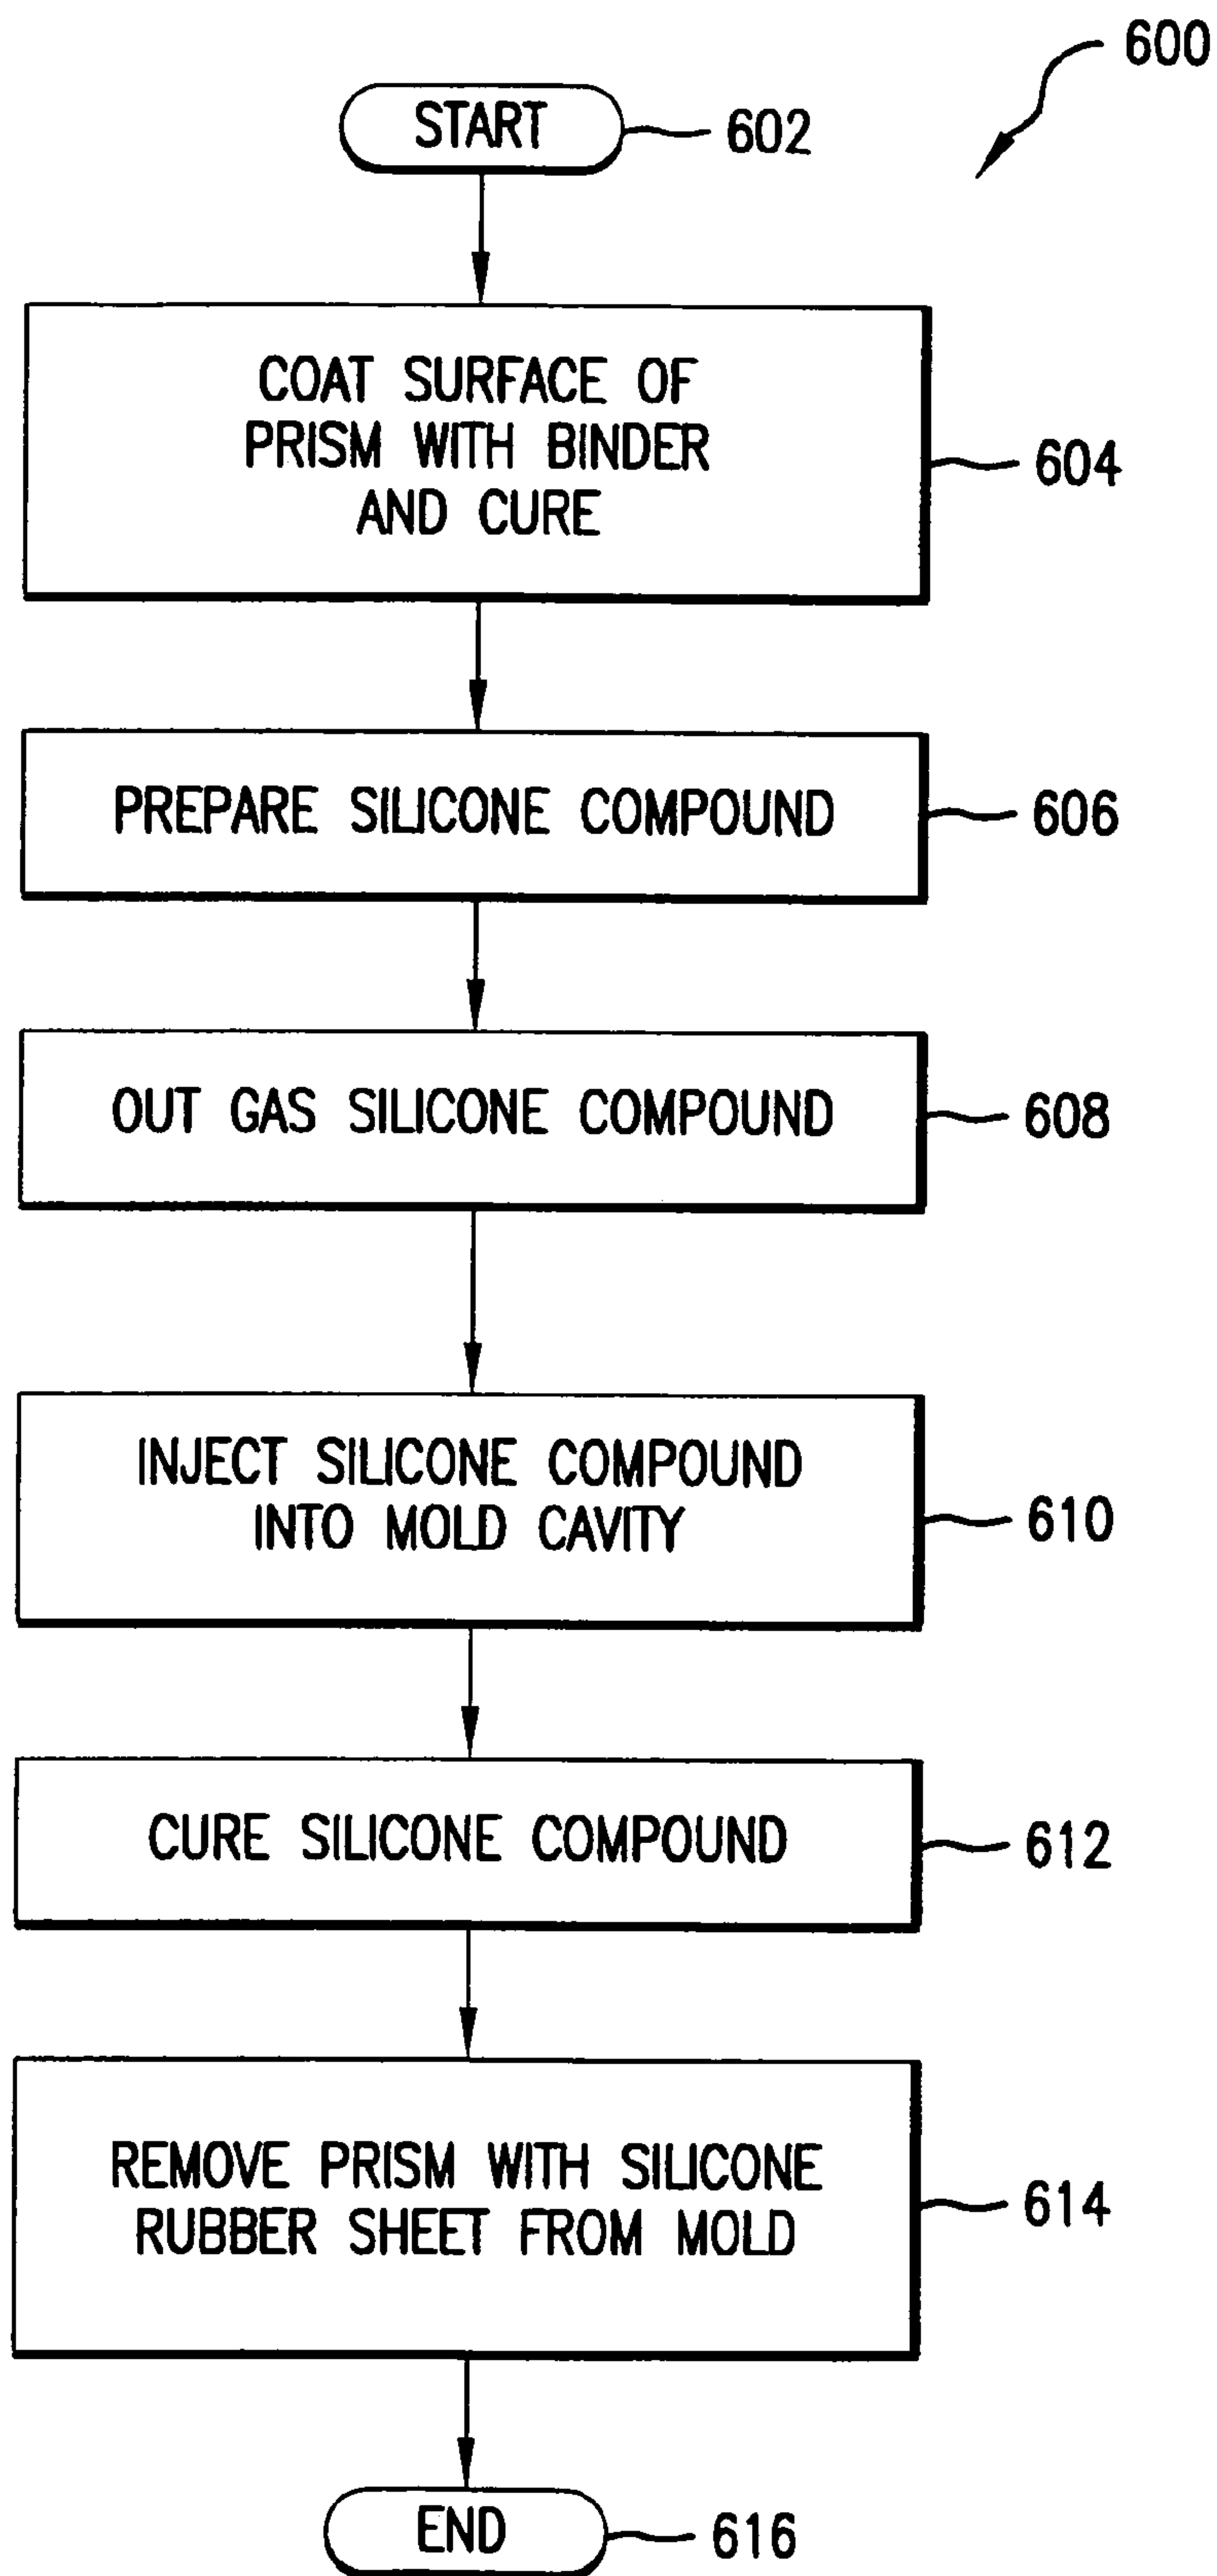 600
START
602
COAT SURFACE OF
PRISM WITH BINDER
AND CURE
604
PREPARE SILICONE COMPOUND
606
OUT GAS SILICONE COMPOUND
608
INJECT SILICONE COMPOUND
INTO MOLD CAVITY
610
CURE SILICONE COMPOUND
612
REMOVE PRISM WITH SILICONE
RUBBER SHEET FROM MOLD
614
END
616